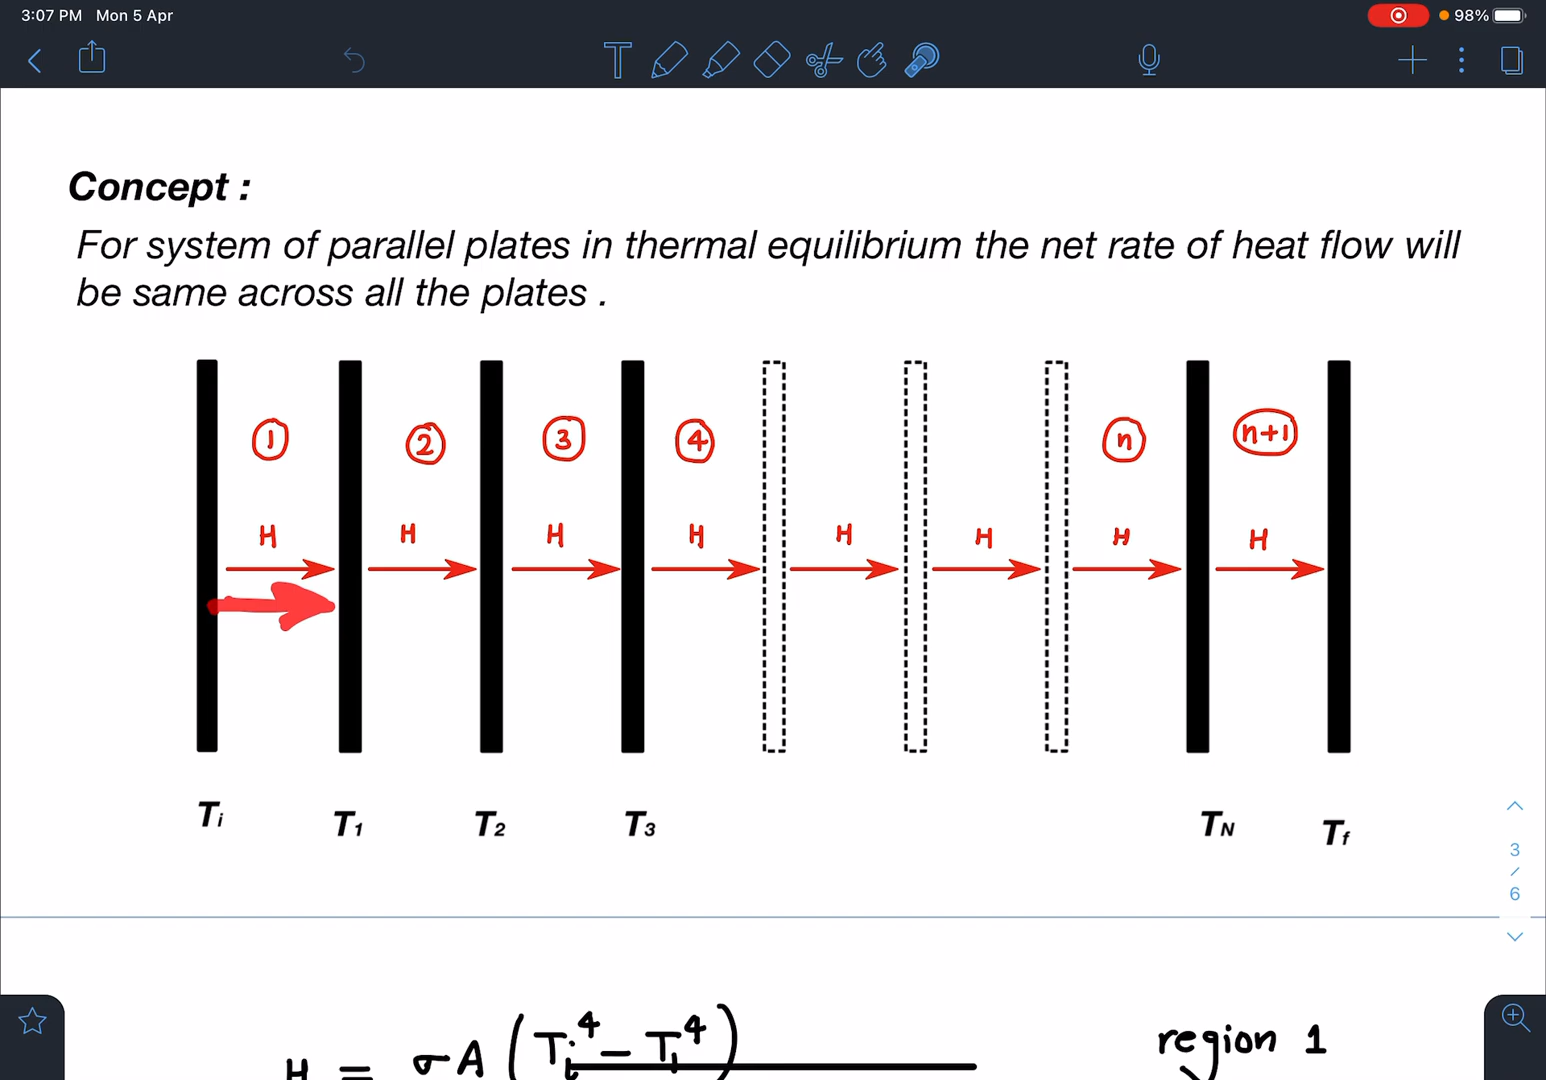 3:07 PM Mon 5 Apr 98%
T
Concept :
For system of parallel plates in thermal equilibrium the net rate of heat flow will
be same across all the plates .
1 2 3 4 n n+1
H H H H H H H H
Ti T1 T2 T3 TN Tf
3
/
6
H = σA (Ti⁴ − T1⁴) region 1